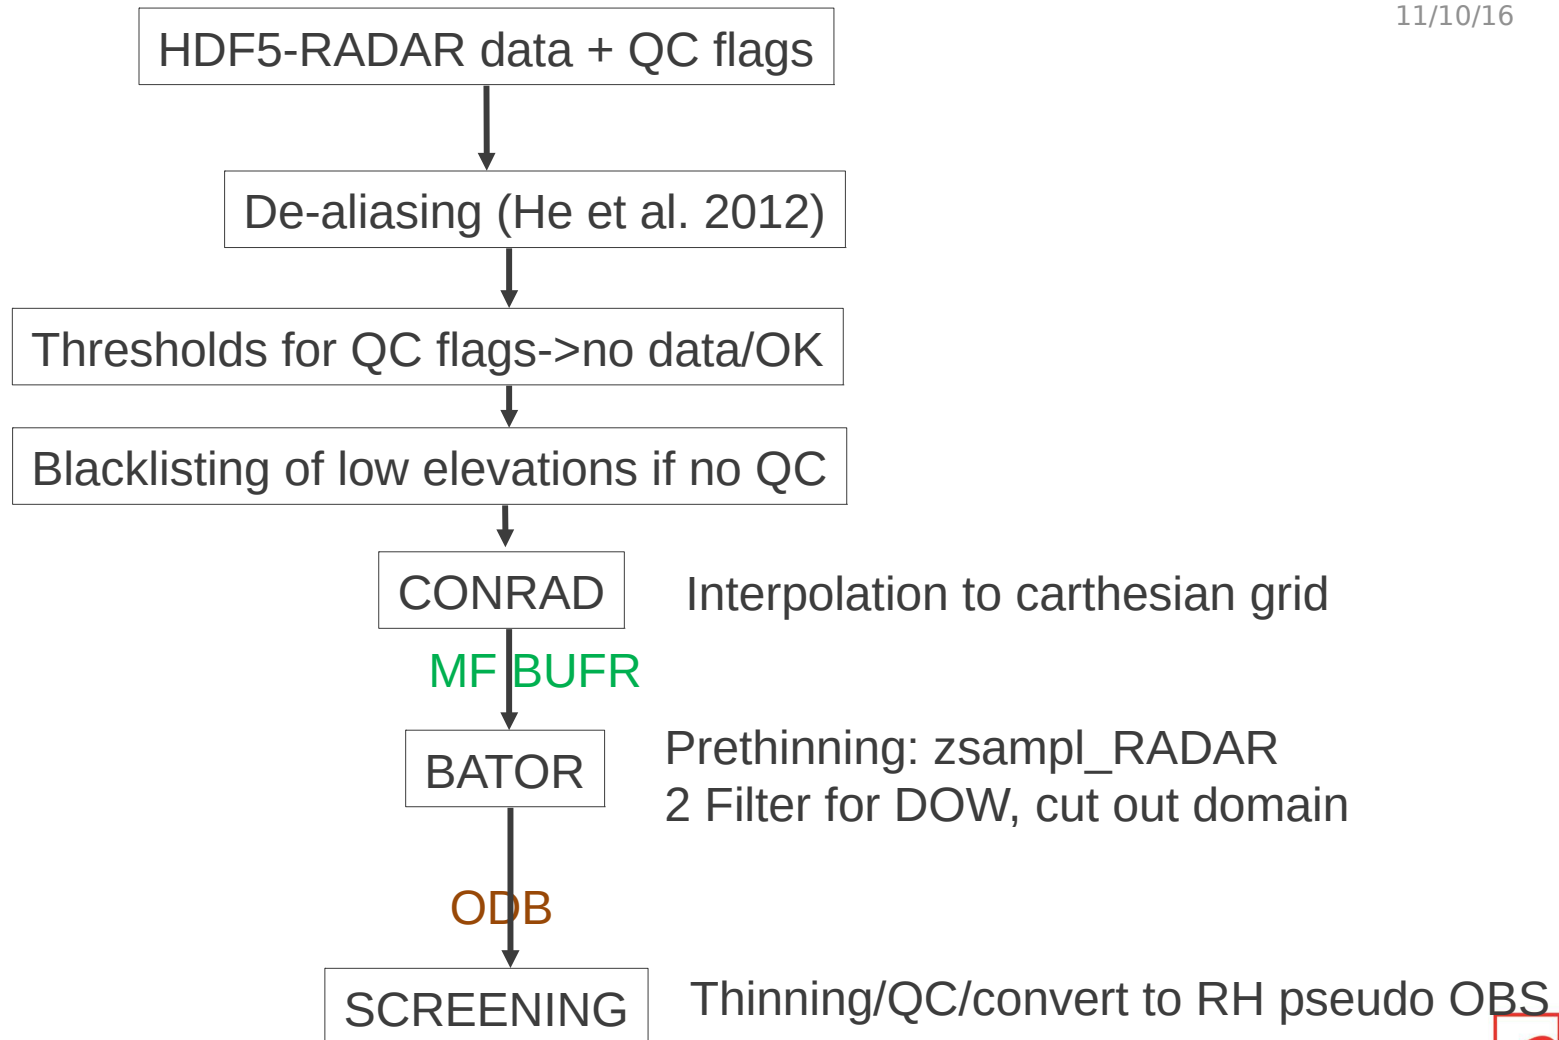 11/10/16
HDF5-RADAR data + QC flags
De-aliasing (He et al. 2012)
Thresholds for QC flags->no data/OK
Blacklisting of low elevations if no QC
CONRAD
Interpolation to carthesian grid
MF BUFR
BATOR
Prethinning: zsampl_RADAR
2 Filter for DOW, cut out domain
ODB
SCREENING
Thinning/QC/convert to RH pseudo OBS